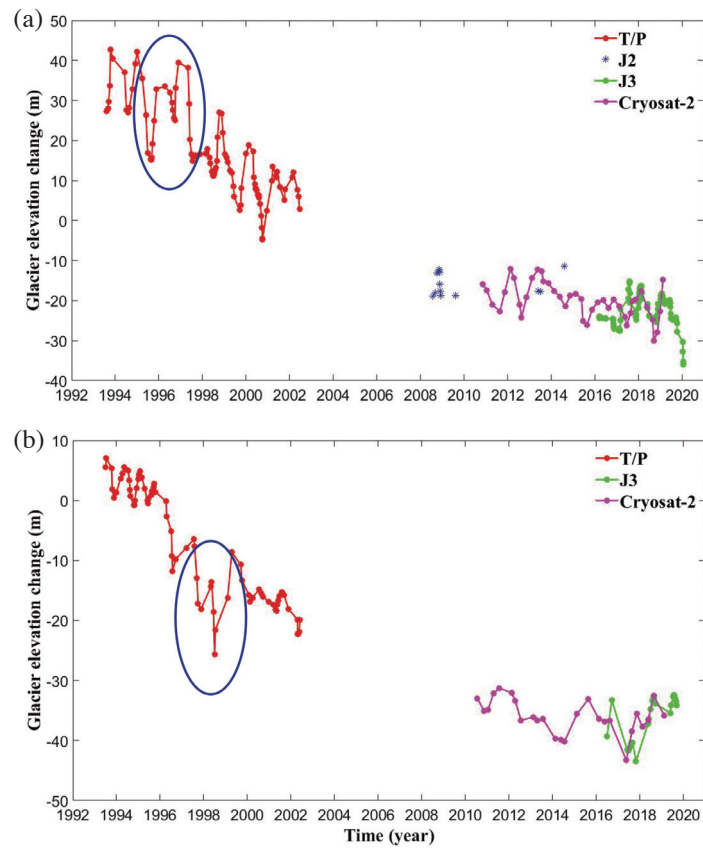 (a)
Glacier elevation change (m)
50
40
30
20
10
0
-10
-20
-30
-40
T/P
J2
J3
Cryosat-2
1992 1994 1996 1998 2000 2002 2004 2006 2008 2010 2012 2014 2016 2018 2020
(b)
Glacier elevation change (m)
10
0
-10
-20
-30
-40
-50
T/P
J3
Cryosat-2
1992 1994 1996 1998 2000 2002 2004 2006 2008 2010 2012 2014 2016 2018 2020
Time (year)